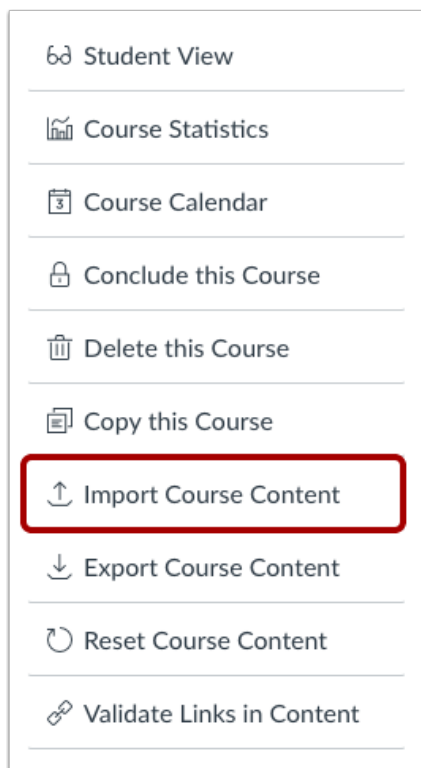 Student View
Course Statistics
3 Course Calendar
Conclude this Course
Delete this Course
Copy this Course
Import Course Content
Export Course Content
Reset Course Content
Validate Links in Content